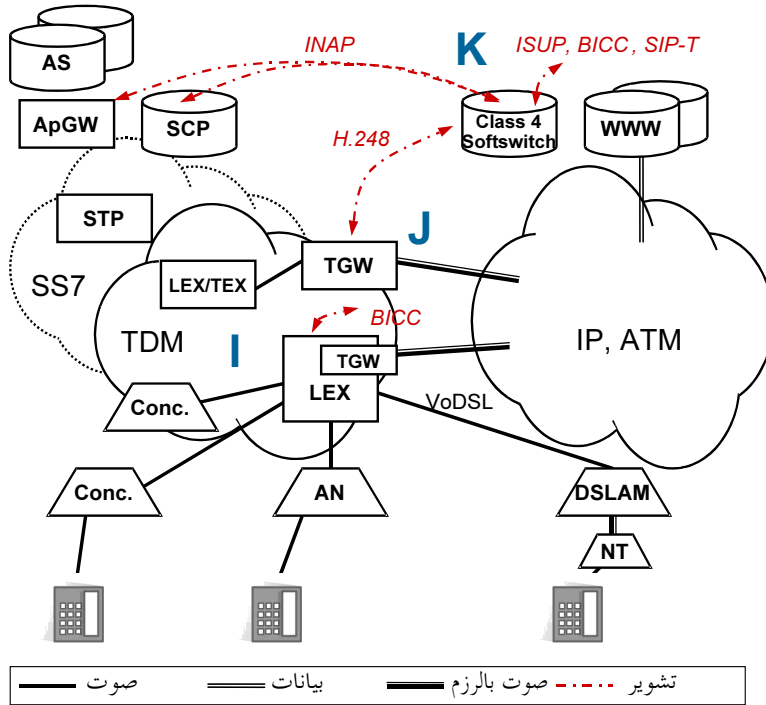 AS
INAP
K
ISUP, BICC, SIP-T
ApGW
SCP
Class 4
Softswitch
WWW
H.248
STP
J
SS7
LEX/TEX
TGW
TDM
I
BICC
IP, ATM
TGW
LEX
Conc.
VoDSL
Conc.
AN
DSLAM
NT
صوت
بيانات
صوت بالرزم
تشوير